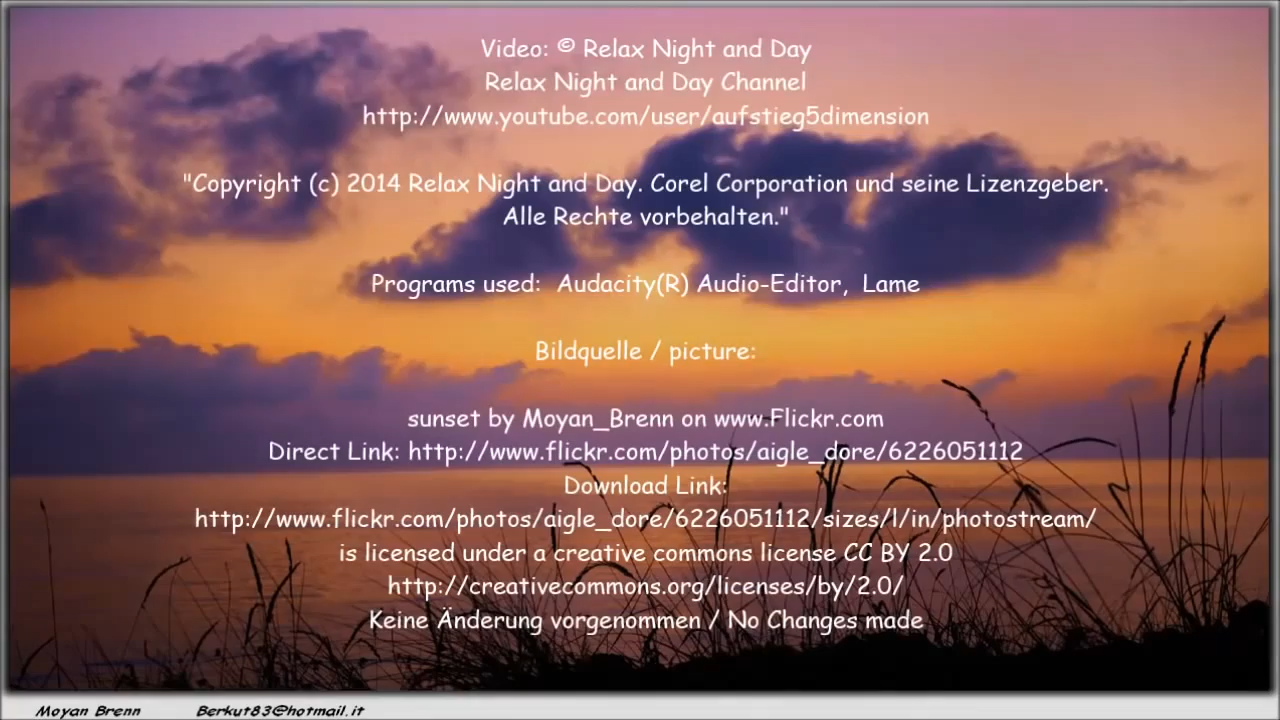 Video: © Relax Night and Day
Relax Night and Day Channel
http://www.youtube.com/user/aufstieg5dimension
"Copyright (c) 2014 Relax Night and Day. Corel Corporation und seine Lizenzgeber.
Alle Rechte vorbehalten."
Programs used:  Audacity(R) Audio-Editor,  Lame
Bildquelle / picture:
sunset by Moyan_Brenn on www.Flickr.com
Direct Link: http://www.flickr.com/photos/aigle_dore/6226051112
Download Link:
http://www.flickr.com/photos/aigle_dore/6226051112/sizes/l/in/photostream/
is licensed under a creative commons license CC BY 2.0
http://creativecommons.org/licenses/by/2.0/
Keine Änderung vorgenommen / No Changes made
Moyan Brenn Berkut83@hotmail.it